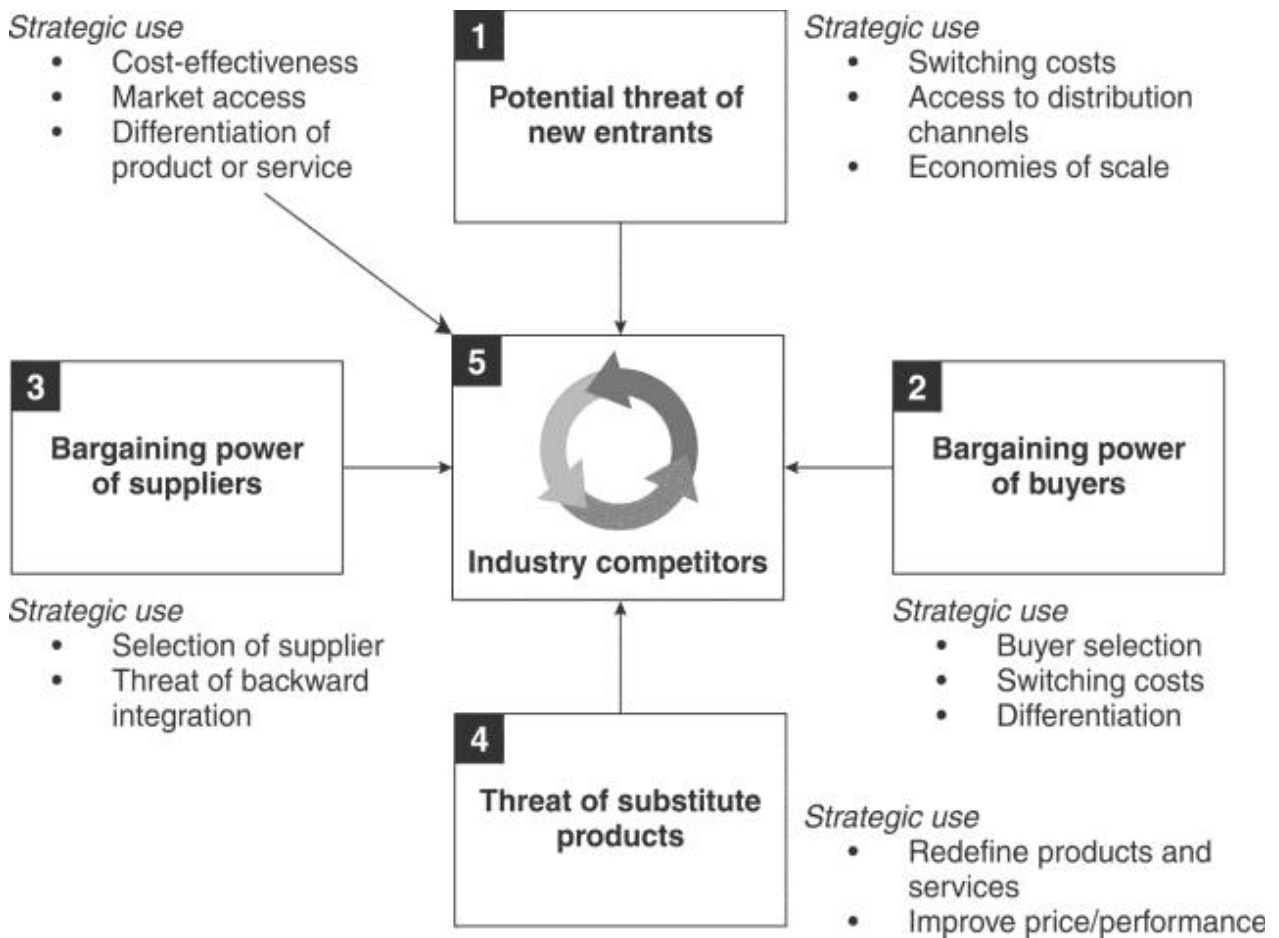 Strategic use
• Cost-effectiveness
• Market access
• Differentiation of
product or service
1
Potential threat of
new entrants
Strategic use
• Switching costs
• Access to distribution
channels
• Economies of scale
3
Bargaining power
of suppliers
Strategic use
• Selection of supplier
• Threat of backward
integration
5
Industry competitors
2
Bargaining power
of buyers
Strategic use
• Buyer selection
• Switching costs
• Differentiation
4
Threat of substitute
products
Strategic use
• Redefine products and
services
• Improve price/performance